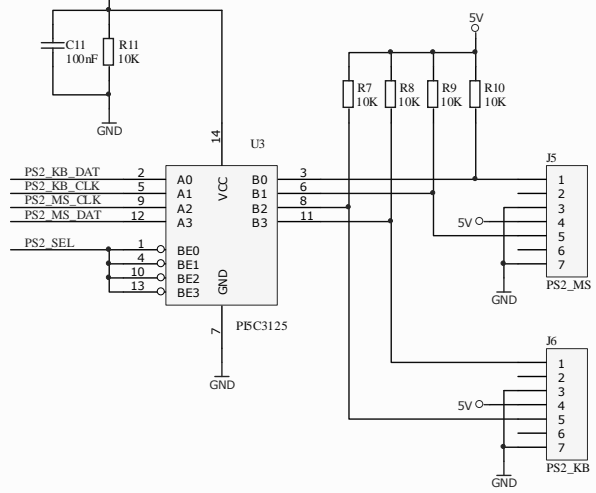 5V
C11
100nF
R11
10K
R7
10K
R8
10K
R9
10K
R10
10K
GND
14
U3
PS2_KB_DAT 2 A0 VCC B0 3
PS2_KB_CLK 5 A1 B1 6
PS2_MS_CLK 9 A2 B2 8
PS2_MS_DAT 12 A3 B3 11
PS2_SEL 1 BE0
4 BE1
10 BE2
13 BE3
GND
7
PI5C3125
GND
J5
1
2
3
5V 4
5
6
7
GND
PS2_MS
J6
1
2
3
5V 4
5
6
7
GND
PS2_KB